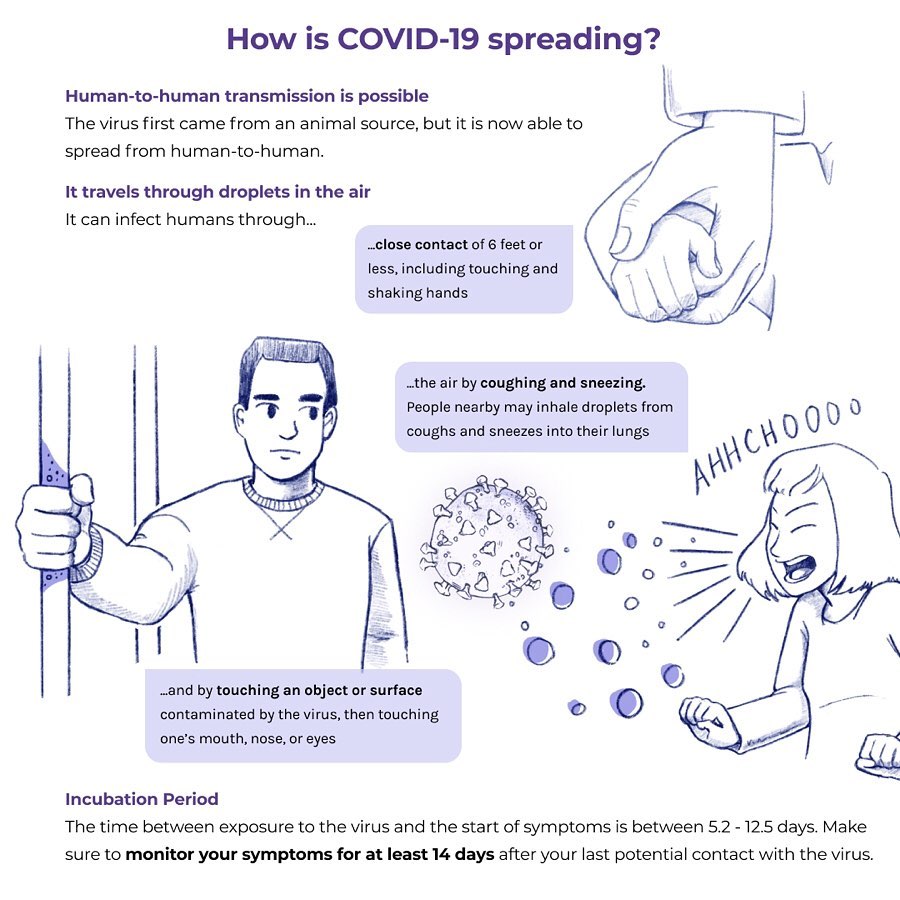 How is COVID-19 spreading?
Human-to-human transmission is possible
The virus first came from an animal source, but it is now able to
spread from human-to-human.
It travels through droplets in the air
It can infect humans through...
...close contact of 6 feet or
less, including touching and
shaking hands
...the air by coughing and sneezing.
People nearby may inhale droplets from
coughs and sneezes into their lungs
AHHCHOOOO
...and by touching an object or surface
contaminated by the virus, then touching
one's mouth, nose, or eyes
Incubation Period
The time between exposure to the virus and the start of symptoms is between 5.2 - 12.5 days. Make
sure to monitor your symptoms for at least 14 days after your last potential contact with the virus.